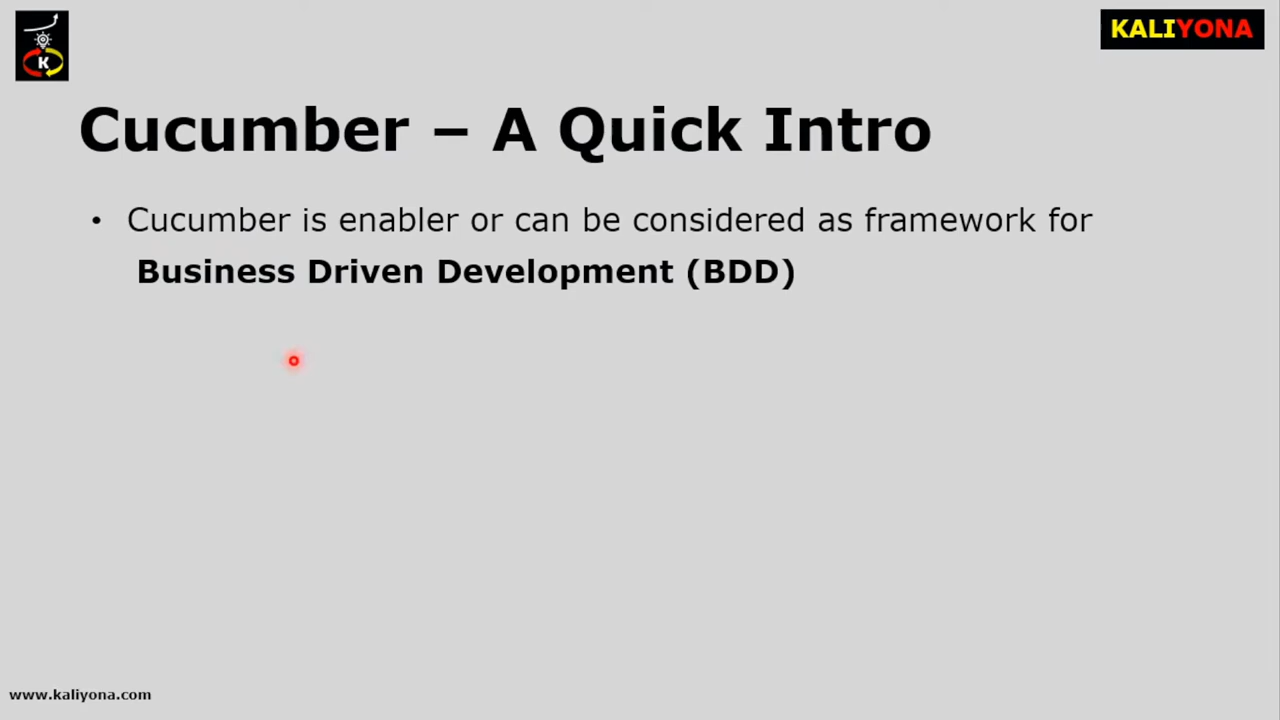 K
KALIYONA
Cucumber – A Quick Intro
• Cucumber is enabler or can be considered as framework for
Business Driven Development (BDD)
www.kaliyona.com